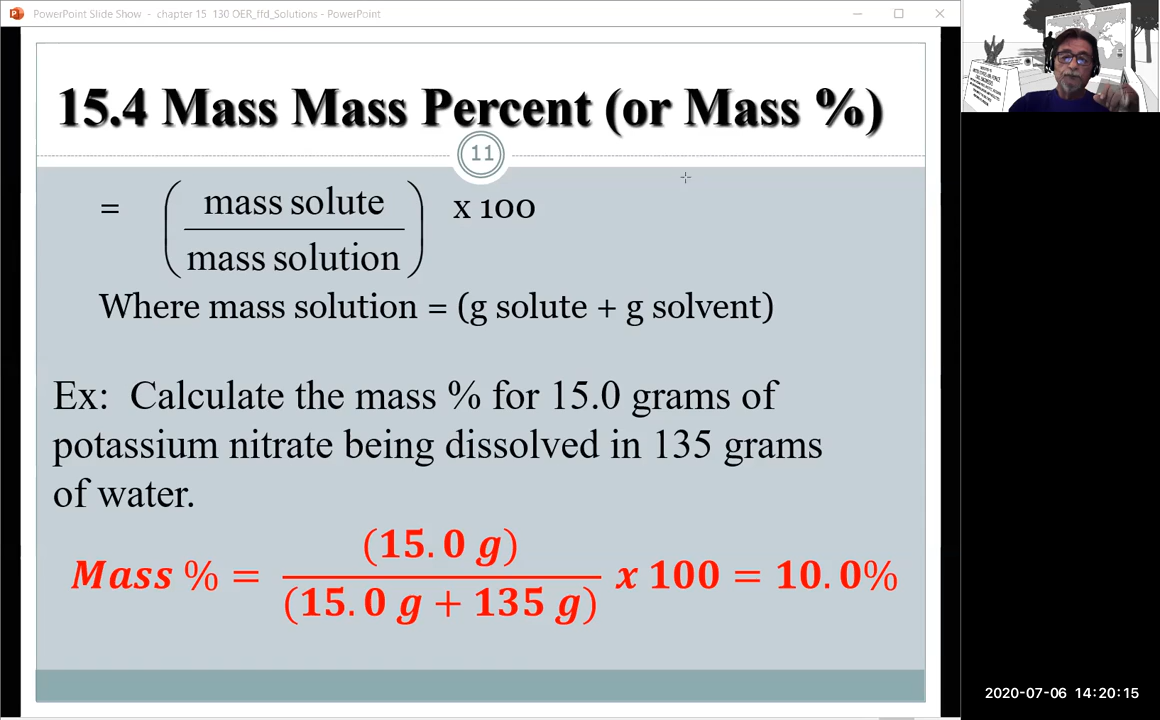 PowerPoint Slide Show - chapter 15 130 OER_ffd_Solutions - PowerPoint
15.4 Mass Mass Percent (or Mass %)
11
= ( mass solute / mass solution ) x 100
Where mass solution = (g solute + g solvent)
Ex: Calculate the mass % for 15.0 grams of
potassium nitrate being dissolved in 135 grams
of water.
Mass % = (15.0 g) / (15.0 g + 135 g) x 100 = 10.0%
2020-07-06 14:20:15